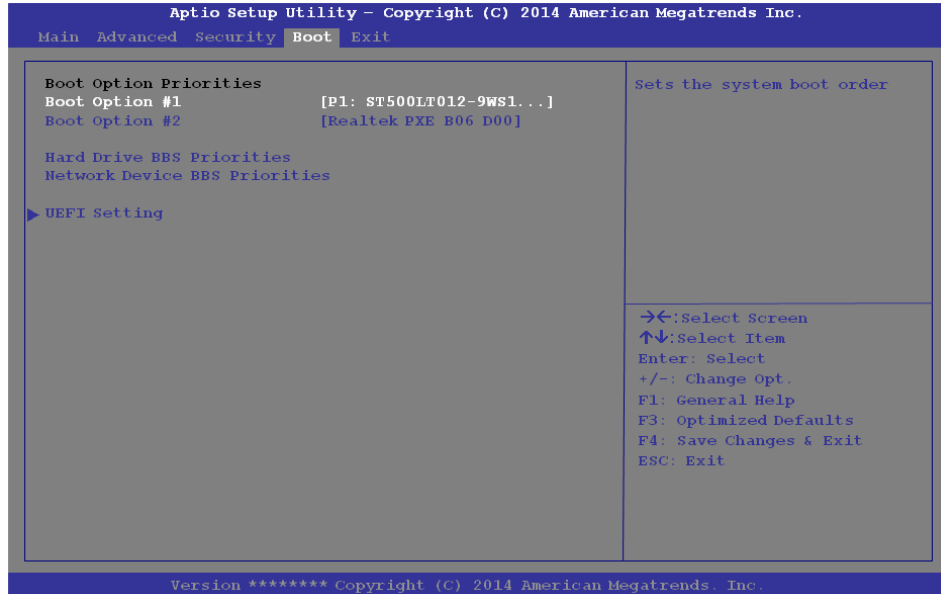 Aptio Setup Utility – Copyright (C) 2014 American Megatrends Inc.
Main Advanced Security Boot Exit
Boot Option Priorities
Boot Option #1 [P1: ST500LT012-9WS1...]
Boot Option #2 [Realtek PXE B06 D00]
Hard Drive BBS Priorities
Network Device BBS Priorities
▶ UEFI Setting
Sets the system boot order
→←:Select Screen
↑↓:Select Item
Enter: Select
+/-: Change Opt.
F1: General Help
F3: Optimized Defaults
F4: Save Changes & Exit
ESC: Exit
Version ******** Copyright (C) 2014 American Megatrends. Inc.